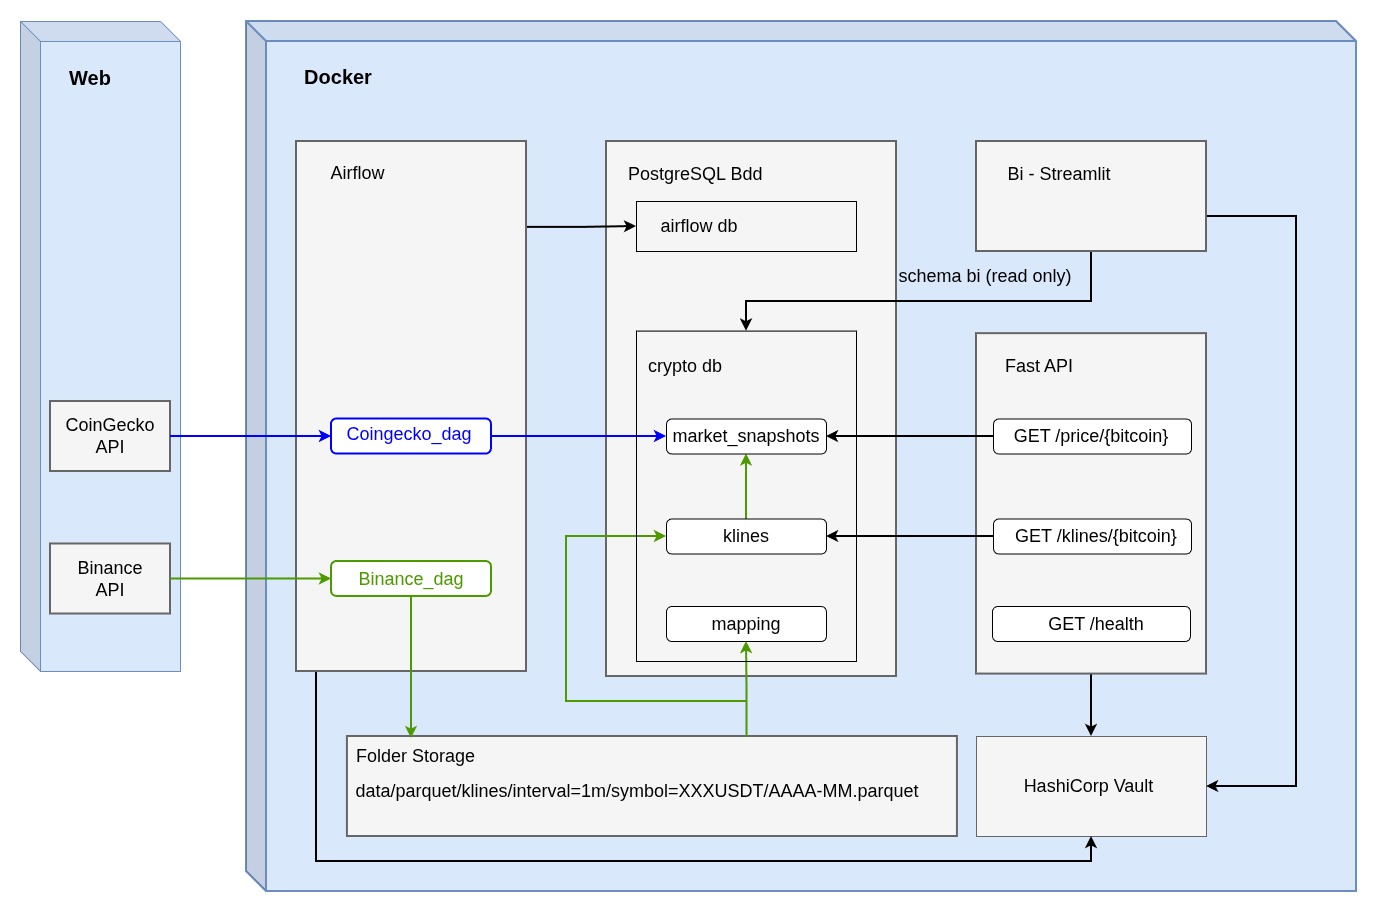 Web
Docker
Airflow
PostgreSQL Bdd
Bi - Streamlit
airflow db
schema bi (read only)
crypto db
Fast API
CoinGecko
API
Coingecko_dag
market_snapshots
GET /price/{bitcoin}
klines
GET /klines/{bitcoin}
Binance
API
Binance_dag
mapping
GET /health
Folder Storage
data/parquet/klines/interval=1m/symbol=XXXUSDT/AAAA-MM.parquet
HashiCorp Vault